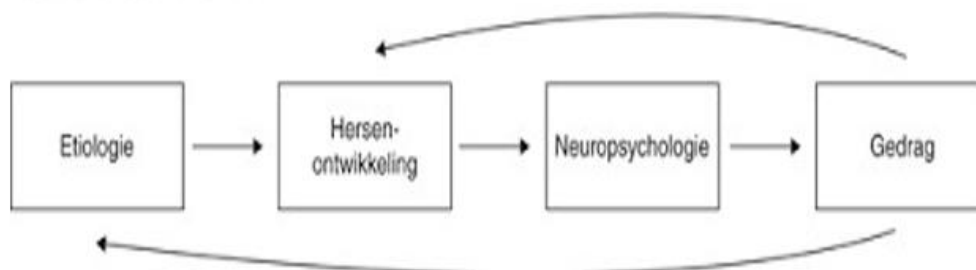 Etiologie
Hersen-
ontwikkeling
Neuropsychologie
Gedrag